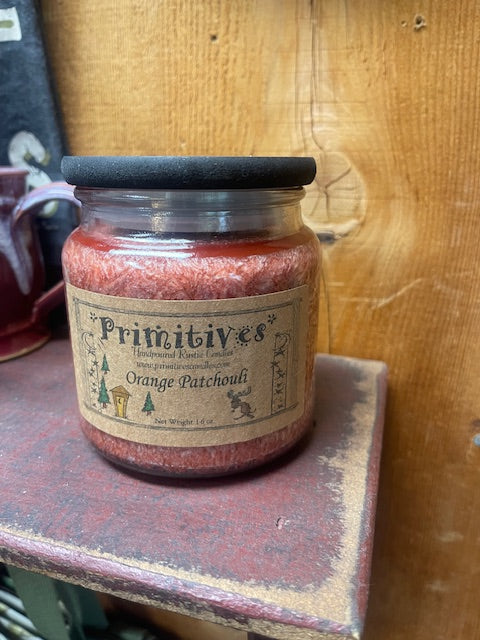 *Primitives*
Handpoured Rustic Candles
www.primitivescandles.com
Orange Patchouli
Net Weight 16 oz